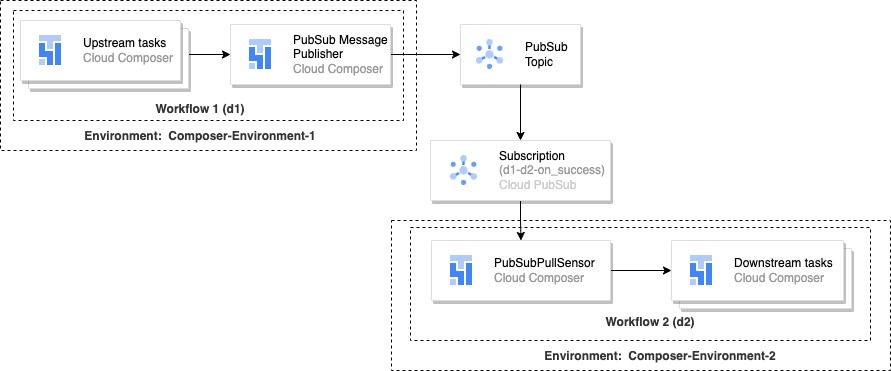 Upstream tasks
Cloud Composer
PubSub Message
Publisher
Cloud Composer
Workflow 1 (d1)
Environment:  Composer-Environment-1
PubSub
Topic
Subscription
(d1-d2-on_success)
Cloud PubSub
PubSubPullSensor
Cloud Composer
Downstream tasks
Cloud Composer
Workflow 2 (d2)
Environment:  Composer-Environment-2